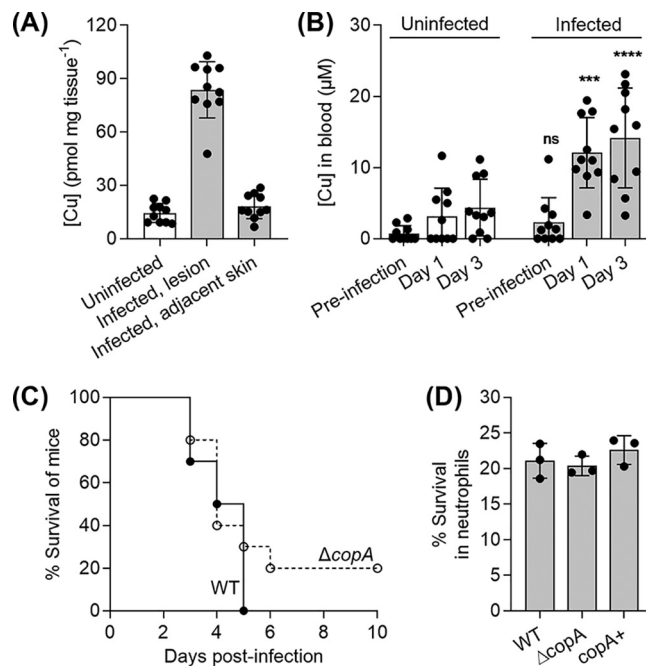 (A)
[Cu] (pmol mg tissue⁻¹)
120
90
60
30
0
Uninfected
Infected, lesion
Infected, adjacent skin
(B)
Uninfected
Infected
[Cu] in blood (µM)
30
20
10
0
ns
***
****
Pre-infection
Day 1
Day 3
Pre-infection
Day 1
Day 3
(C)
% Survival of mice
100
80
60
40
20
0
WT
ΔcopA
0 2 4 6 8 10
Days post-infection
(D)
% Survival
in neutrophils
30
25
20
15
10
5
0
WT
ΔcopA
copA+